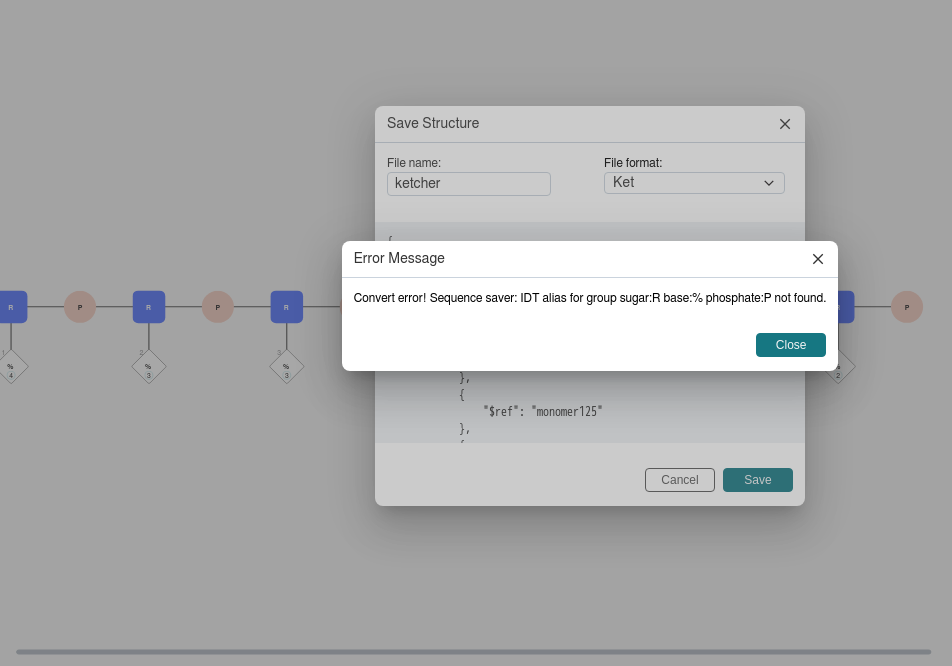 Save Structure
File name:
File format:
ketcher
Ket
{
Error Message
Convert error! Sequence saver: IDT alias for group sugar:R base:% phosphate:P not found.
Close
R P R P R P
1 % 4
2 % 3
3 % 3
2
},
{
"$ref": "monomer125"
},
Cancel
Save